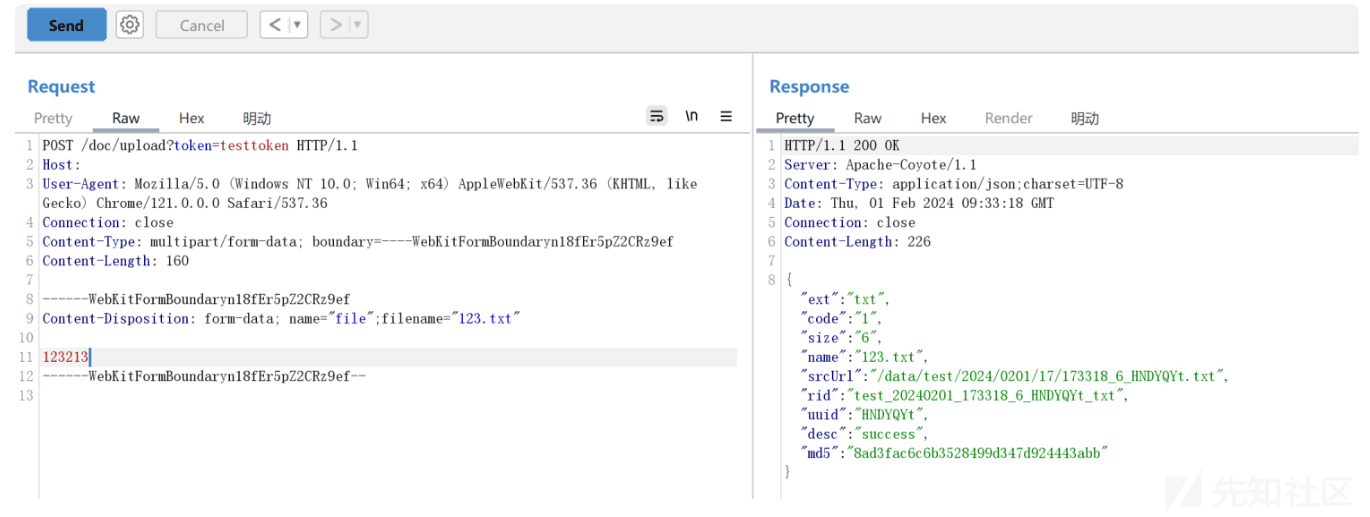 Send Cancel < | ▼ > | ▼
Request
Pretty Raw Hex 明动 \n ☰
1 POST /doc/upload?token=testtoken HTTP/1.1
2 Host:
3 User-Agent: Mozilla/5.0 (Windows NT 10.0; Win64; x64) AppleWebKit/537.36 (KHTML, like
Gecko) Chrome/121.0.0.0 Safari/537.36
4 Connection: close
5 Content-Type: multipart/form-data; boundary=----WebKitFormBoundaryn18fEr5pZ2CRz9ef
6 Content-Length: 160
7
8 ------WebKitFormBoundaryn18fEr5pZ2CRz9ef
9 Content-Disposition: form-data; name="file";filename="123.txt"
10
11 123213
12 ------WebKitFormBoundaryn18fEr5pZ2CRz9ef--
13
Response
Pretty Raw Hex Render 明动
1 HTTP/1.1 200 OK
2 Server: Apache-Coyote/1.1
3 Content-Type: application/json;charset=UTF-8
4 Date: Thu, 01 Feb 2024 09:33:18 GMT
5 Connection: close
6 Content-Length: 226
7
8 {
"ext":"txt",
"code":"1",
"size":"6",
"name":"123.txt",
"srcUrl":"/data/test/2024/0201/17/173318_6_HNDYQYt.txt",
"rid":"test_20240201_173318_6_HNDYQYt_txt",
"uuid":"HNDYQYt",
"desc":"success",
"md5":"8ad3fac6c6b3528499d347d924443abb"
}
先知社区